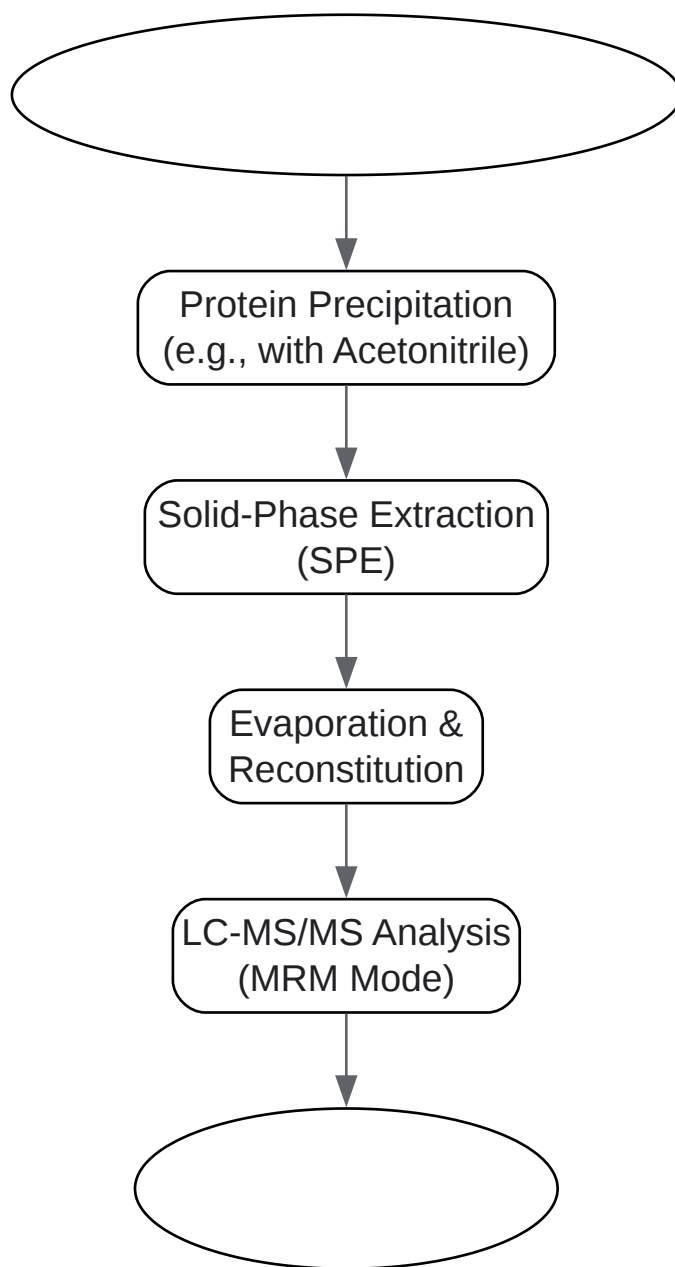 Protein Precipitation
(e.g., with Acetonitrile)
Solid-Phase Extraction
(SPE)
Evaporation &
Reconstitution
LC-MS/MS Analysis
(MRM Mode)